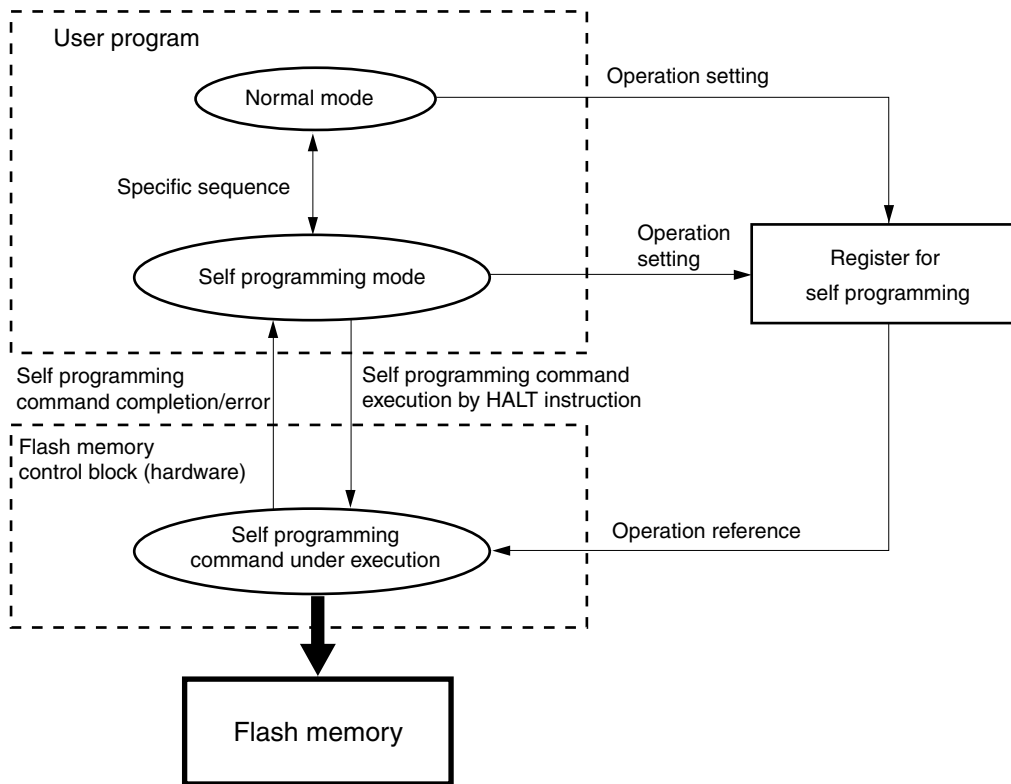 User program
Normal mode
Operation setting
Specific sequence
Self programming mode
Operation
setting
Register for
self programming
Self programming
command completion/error
Self programming command
execution by HALT instruction
Flash memory
control block (hardware)
Self programming
command under execution
Operation reference
Flash memory